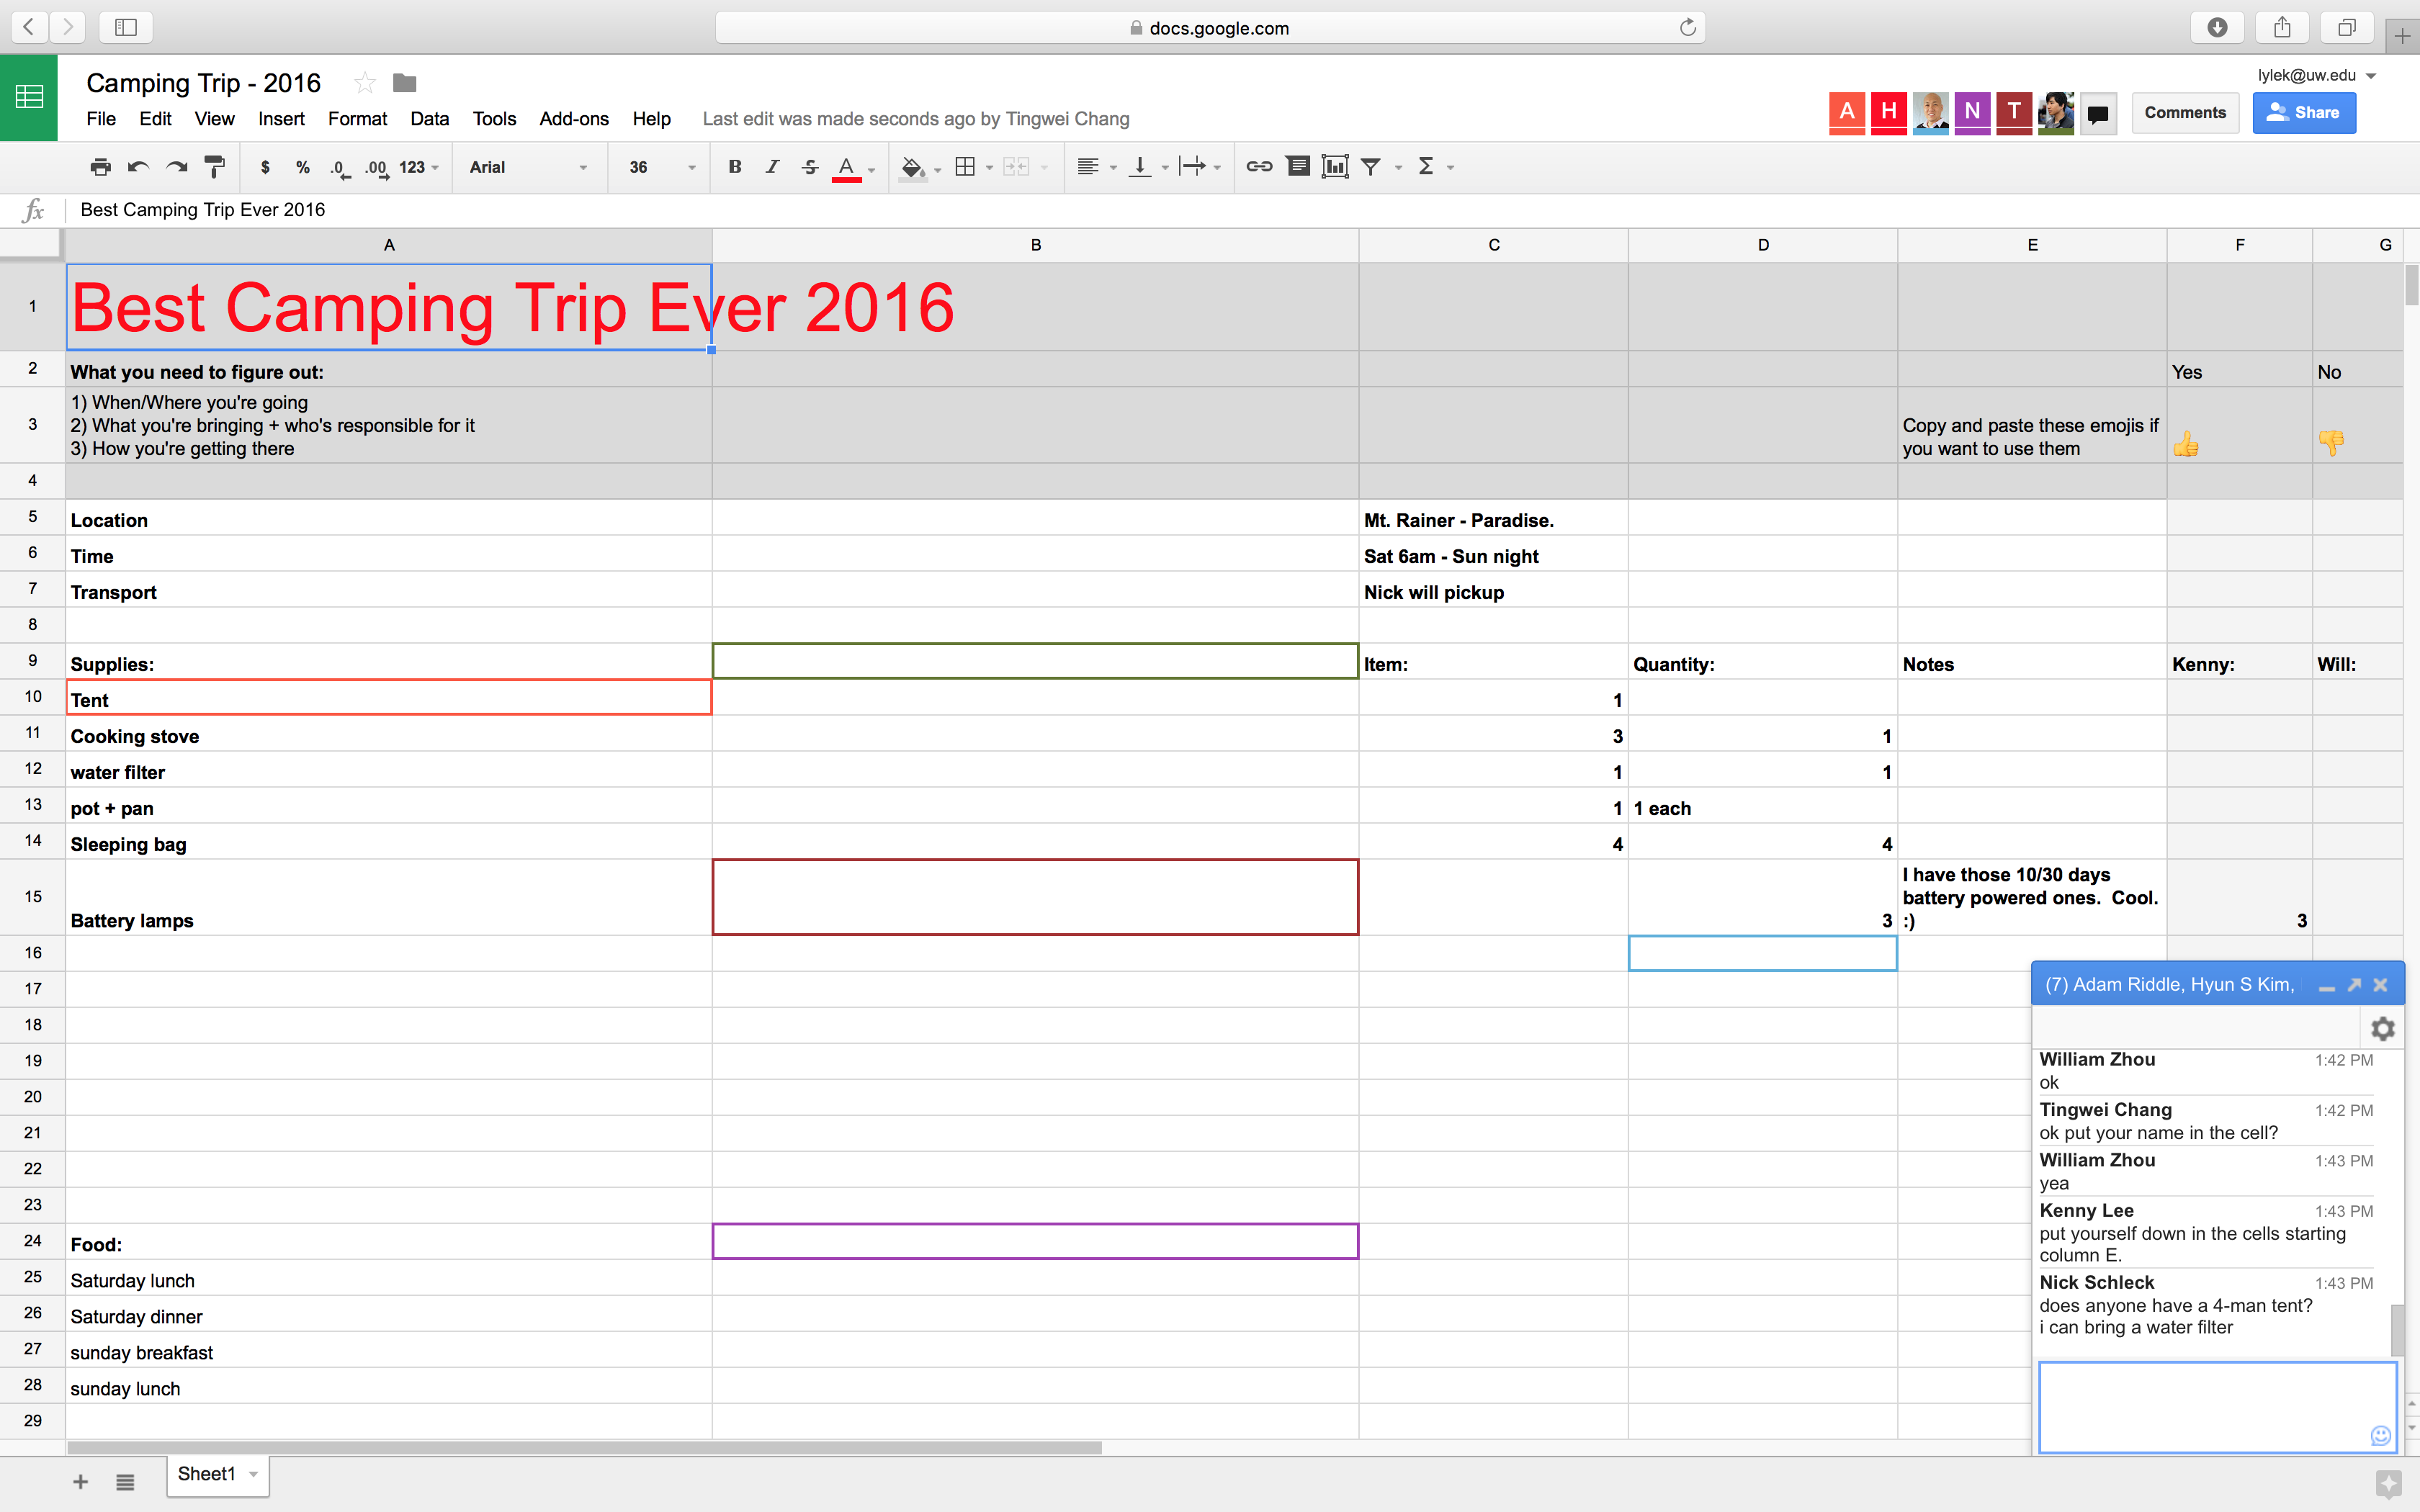 docs.google.com
Camping Trip - 2016
lylek@uw.edu
File Edit View Insert Format Data Tools Add-ons Help Last edit was made seconds ago by Tingwei Chang
A H N T Comments Share
$ % .0 .00 123 Arial 36 B I S A Σ
fx Best Camping Trip Ever 2016
A B C D E F G
1 Best Camping Trip Ever 2016
2 What you need to figure out: Yes No
3 1) When/Where you're going
2) What you're bringing + who's responsible for it
3) How you're getting there
Copy and paste these emojis if
you want to use them 👍 👎
4
5 Location Mt. Rainer - Paradise.
6 Time Sat 6am - Sun night
7 Transport Nick will pickup
8
9 Supplies: Item: Quantity: Notes Kenny: Will:
10 Tent 1
11 Cooking stove 3 1
12 water filter 1 1
13 pot + pan 1 1 each
14 Sleeping bag 4 4
15 Battery lamps 3 I have those 10/30 days
battery powered ones.  Cool.
:) 3
16
17
18
19
20
21
22
23
24 Food:
25 Saturday lunch
26 Saturday dinner
27 sunday breakfast
28 sunday lunch
29
(7) Adam Riddle, Hyun S Kim,
William Zhou 1:42 PM
ok
Tingwei Chang 1:42 PM
ok put your name in the cell?
William Zhou 1:43 PM
yea
Kenny Lee 1:43 PM
put yourself down in the cells starting
column E.
Nick Schleck 1:43 PM
does anyone have a 4-man tent?
i can bring a water filter
Sheet1